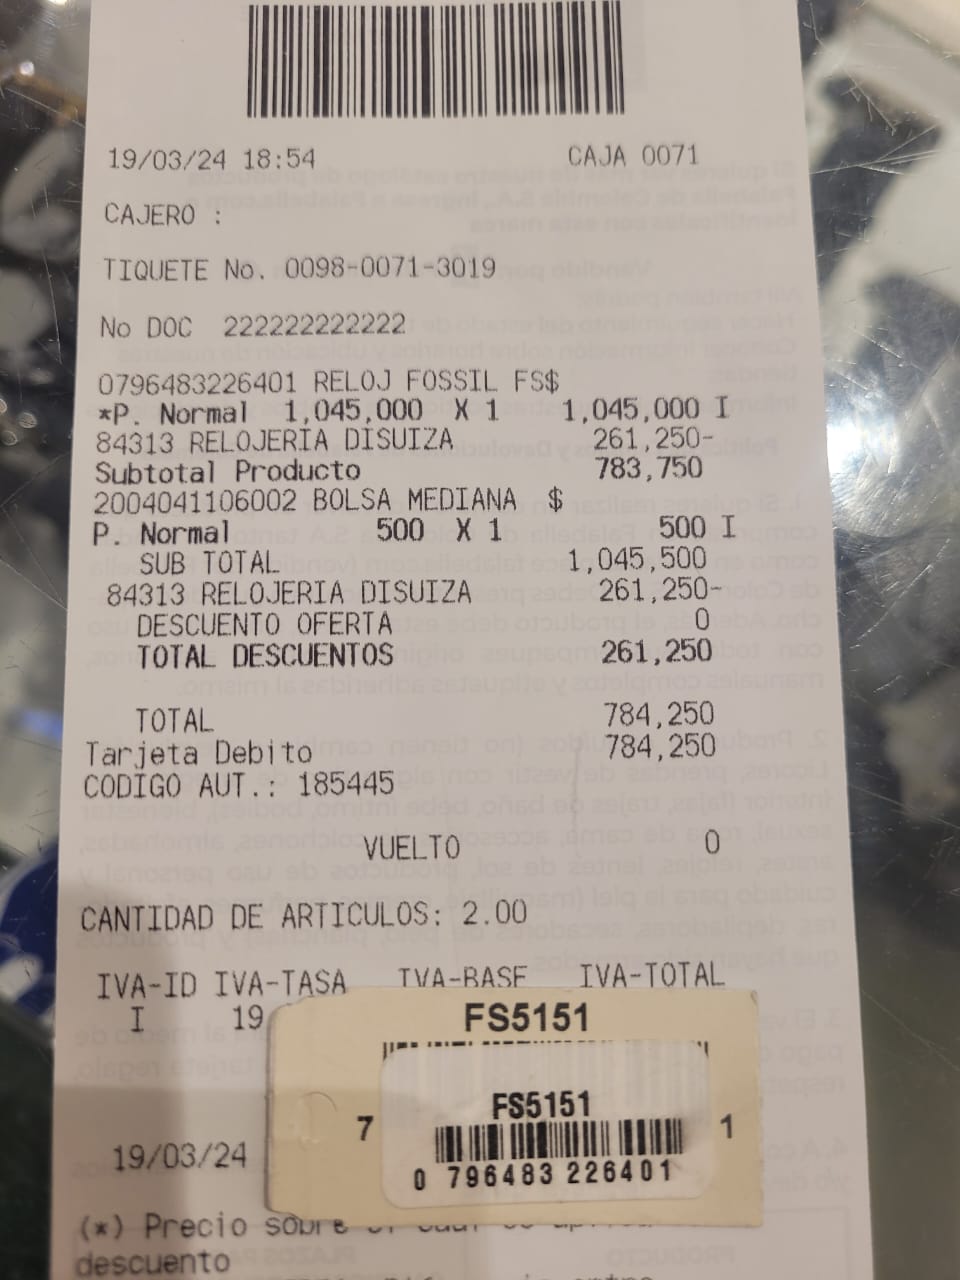 19/03/24 18:54 CAJA 0071
CAJERO :
TIQUETE No. 0098-0071-3019
No DOC 222222222222
0796483226401 RELOJ FOSSIL FS$
*P. Normal 1,045,000 X 1 1,045,000 I
84313 RELOJERIA DISUIZA 261,250-
Subtotal Producto 783,750
2004041106002 BOLSA MEDIANA $
P. Normal 500 X 1 500 I
SUB TOTAL 1,045,500
84313 RELOJERIA DISUIZA 261,250-
DESCUENTO OFERTA 0
TOTAL DESCUENTOS 261,250
TOTAL 784,250
Tarjeta Debito 784,250
CODIGO AUT.: 185445
VUELTO 0
CANTIDAD DE ARTICULOS: 2.00
IVA-ID IVA-TASA IVA-BASE IVA-TOTAL
I 19
FS5151
FS5151
7 1
0 796483 226401
19/03/24
(*) Precio sobre
descuento